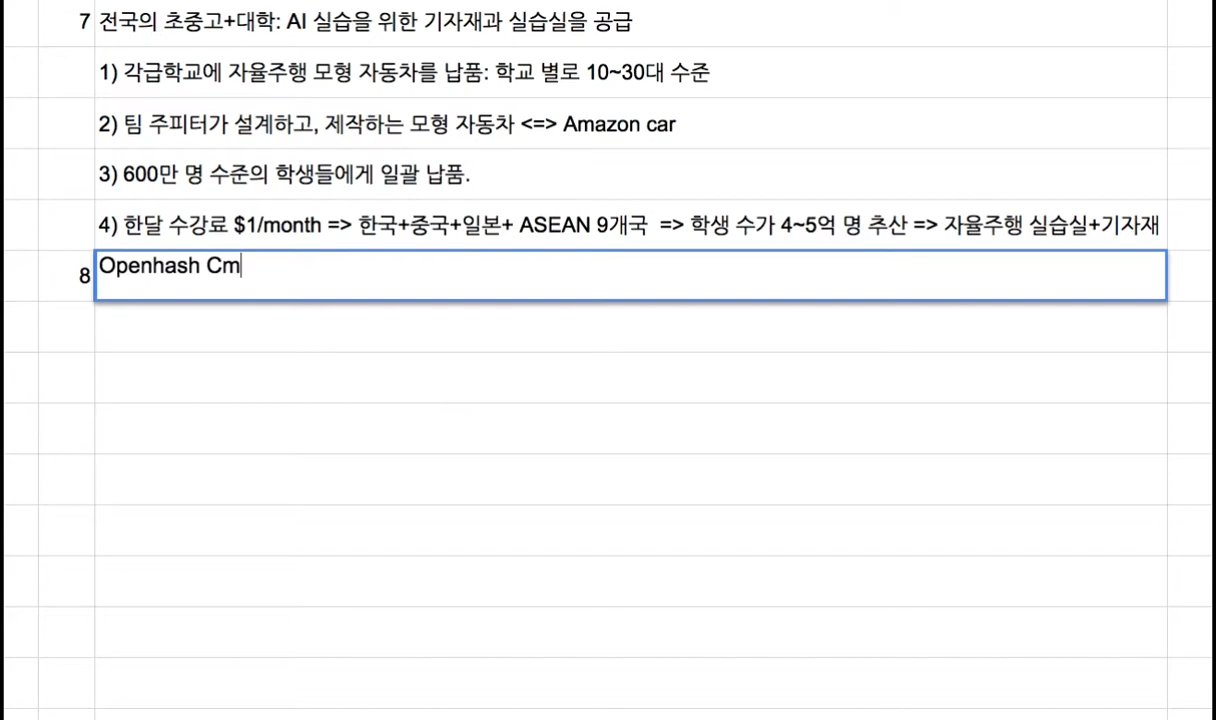 7 전국의 초중고+대학: AI 실습을 위한 기자재과 실습실을 공급
1) 각급학교에 자율주행 모형 자동차를 납품: 학교 별로 10~30대 수준
2) 팀 주피터가 설계하고, 제작하는 모형 자동차 <=> Amazon car
3) 600만 명 수준의 학생들에게 일괄 납품.
4) 한달 수강료 $1/month => 한국+중국+일본+ ASEAN 9개국  => 학생 수가 4~5억 명 추산 => 자율주행 실습실+기자재
8 Openhash Cm